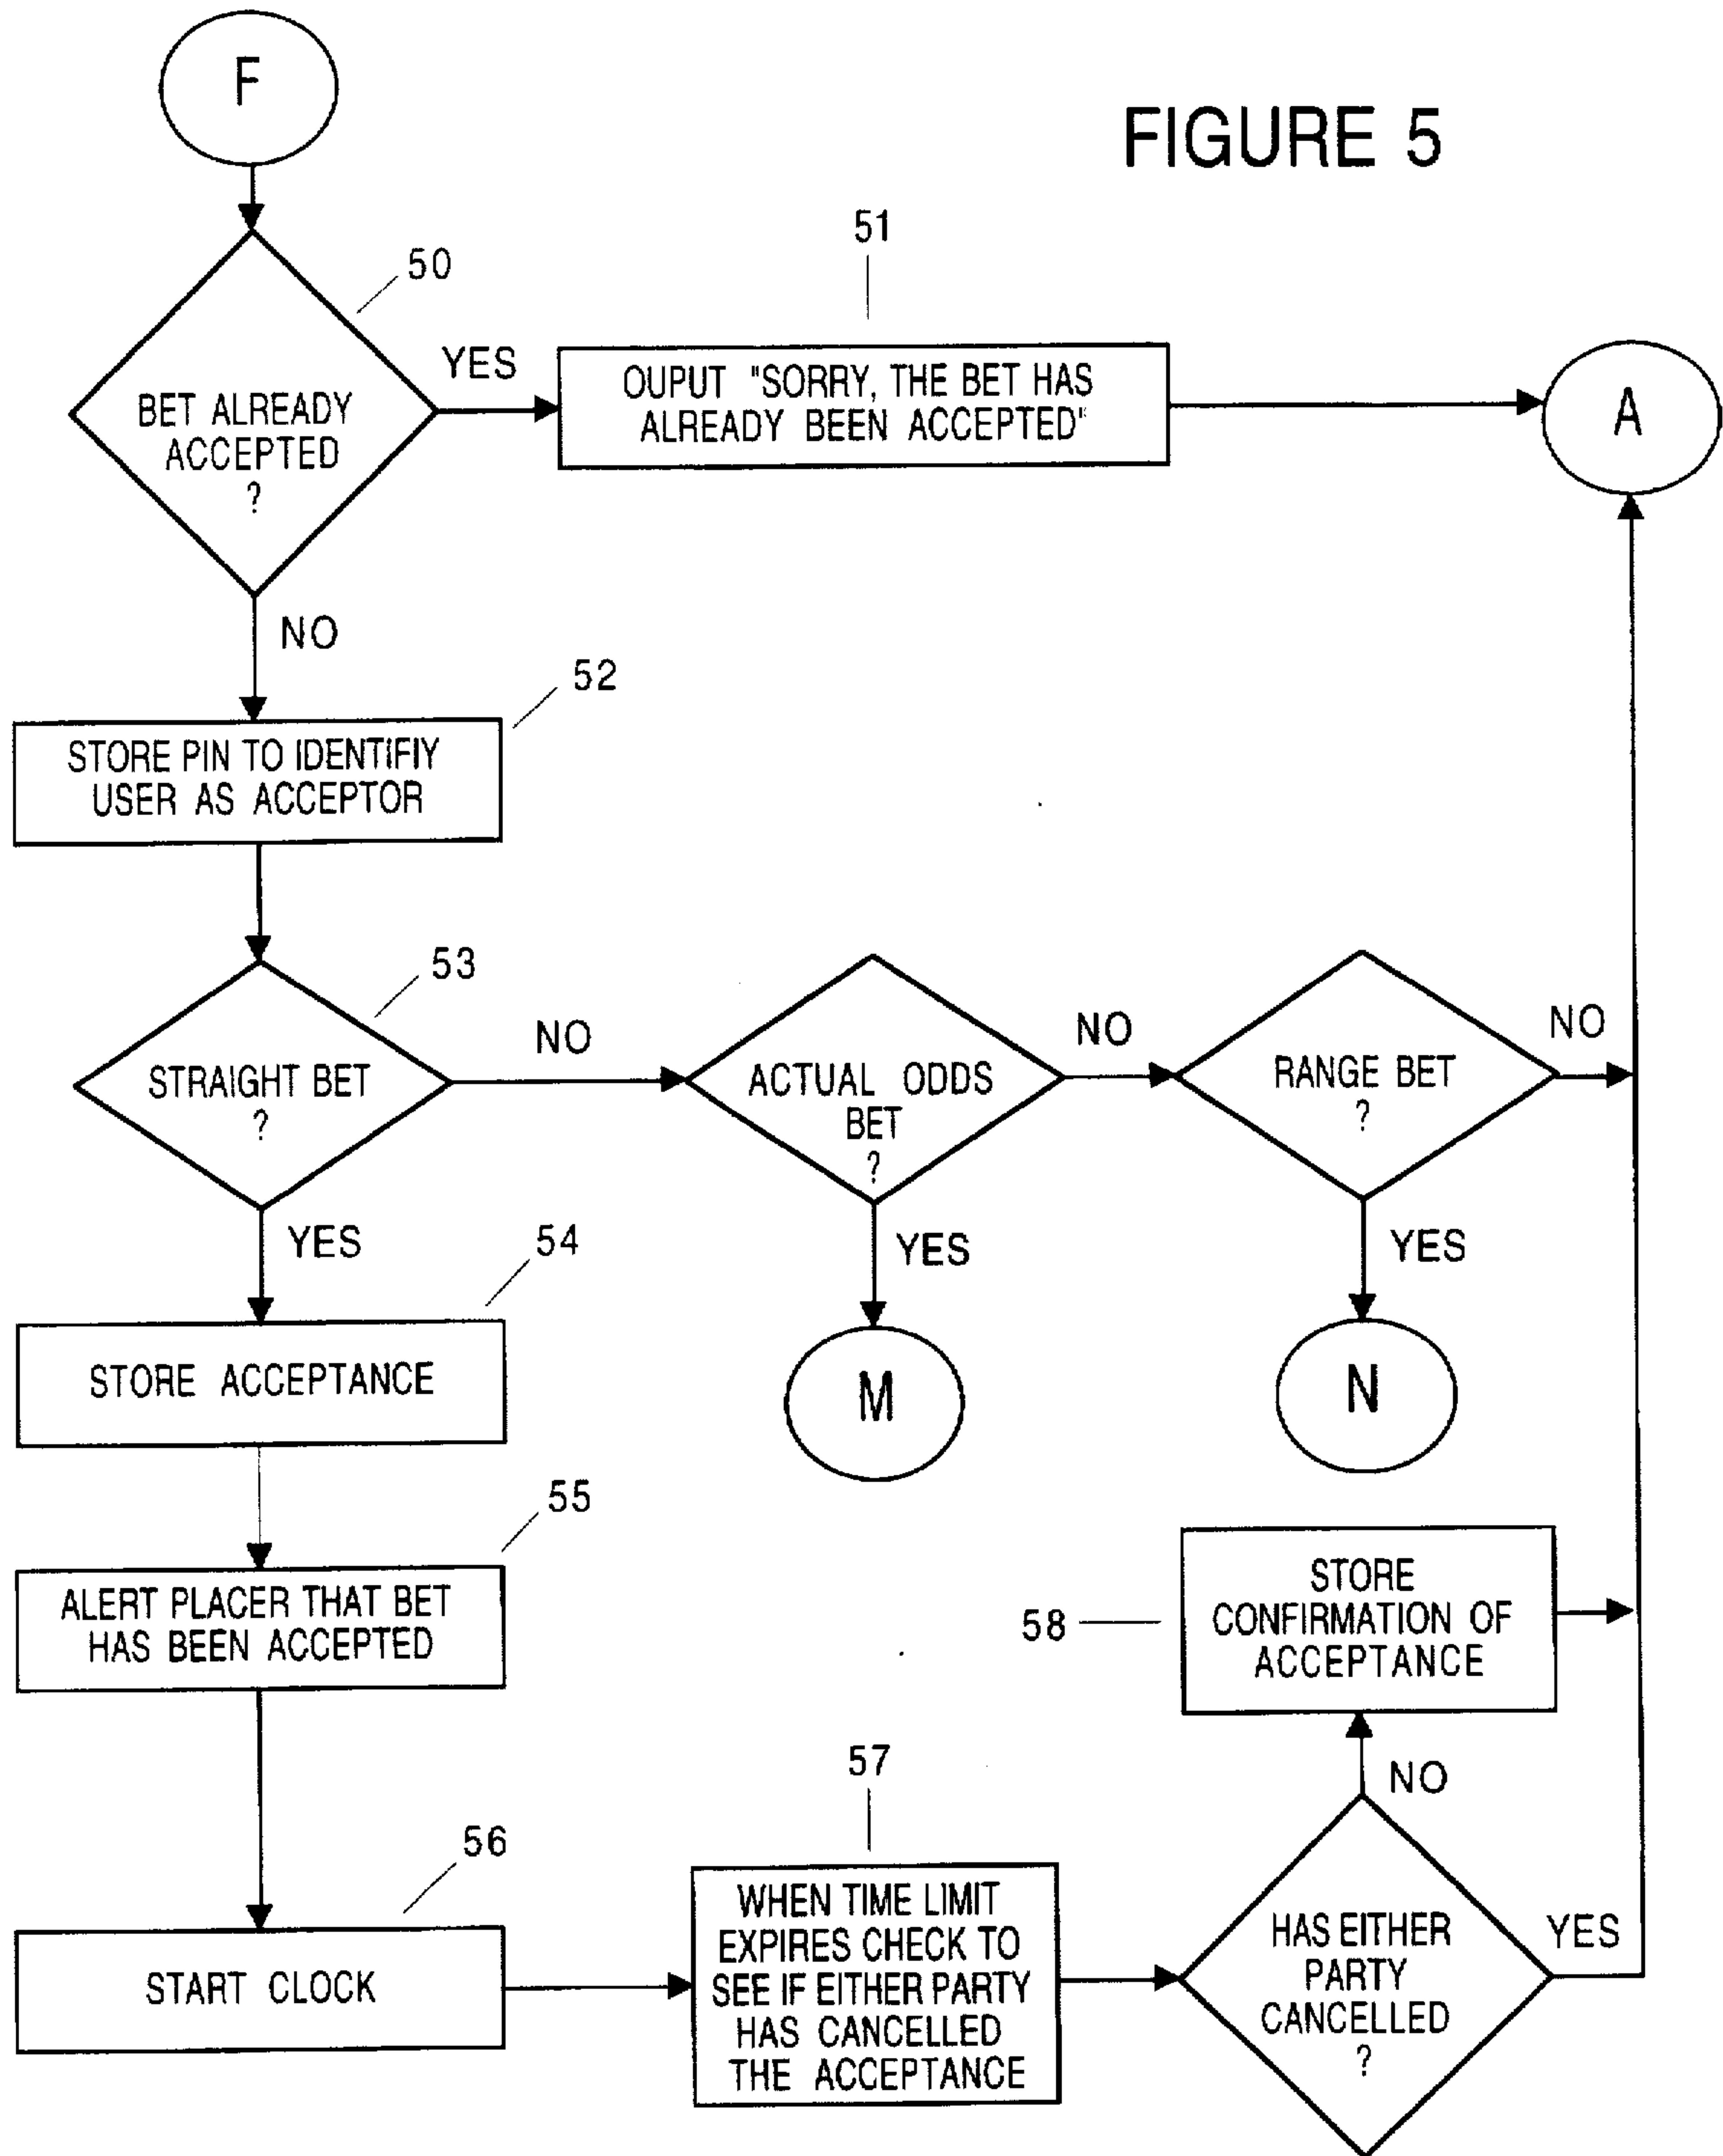 F
FIGURE 5
50
51
BET ALREADY
ACCEPTED
?
YES
OUPUT "SORRY, THE BET HAS
ALREADY BEEN ACCEPTED"
A
NO
52
STORE PIN TO IDENTIFIY
USER AS ACCEPTOR
53
STRAIGHT BET
?
NO
ACTUAL ODDS
BET
?
NO
RANGE BET
?
NO
YES
YES
YES
54
STORE ACCEPTANCE
M
N
55
ALERT PLACER THAT BET
HAS BEEN ACCEPTED
58
STORE
CONFIRMATION OF
ACCEPTANCE
NO
56
START CLOCK
57
WHEN TIME LIMIT
EXPIRES CHECK TO
SEE IF EITHER PARTY
HAS CANCELLED
THE ACCEPTANCE
HAS EITHER
PARTY
CANCELLED
?
YES